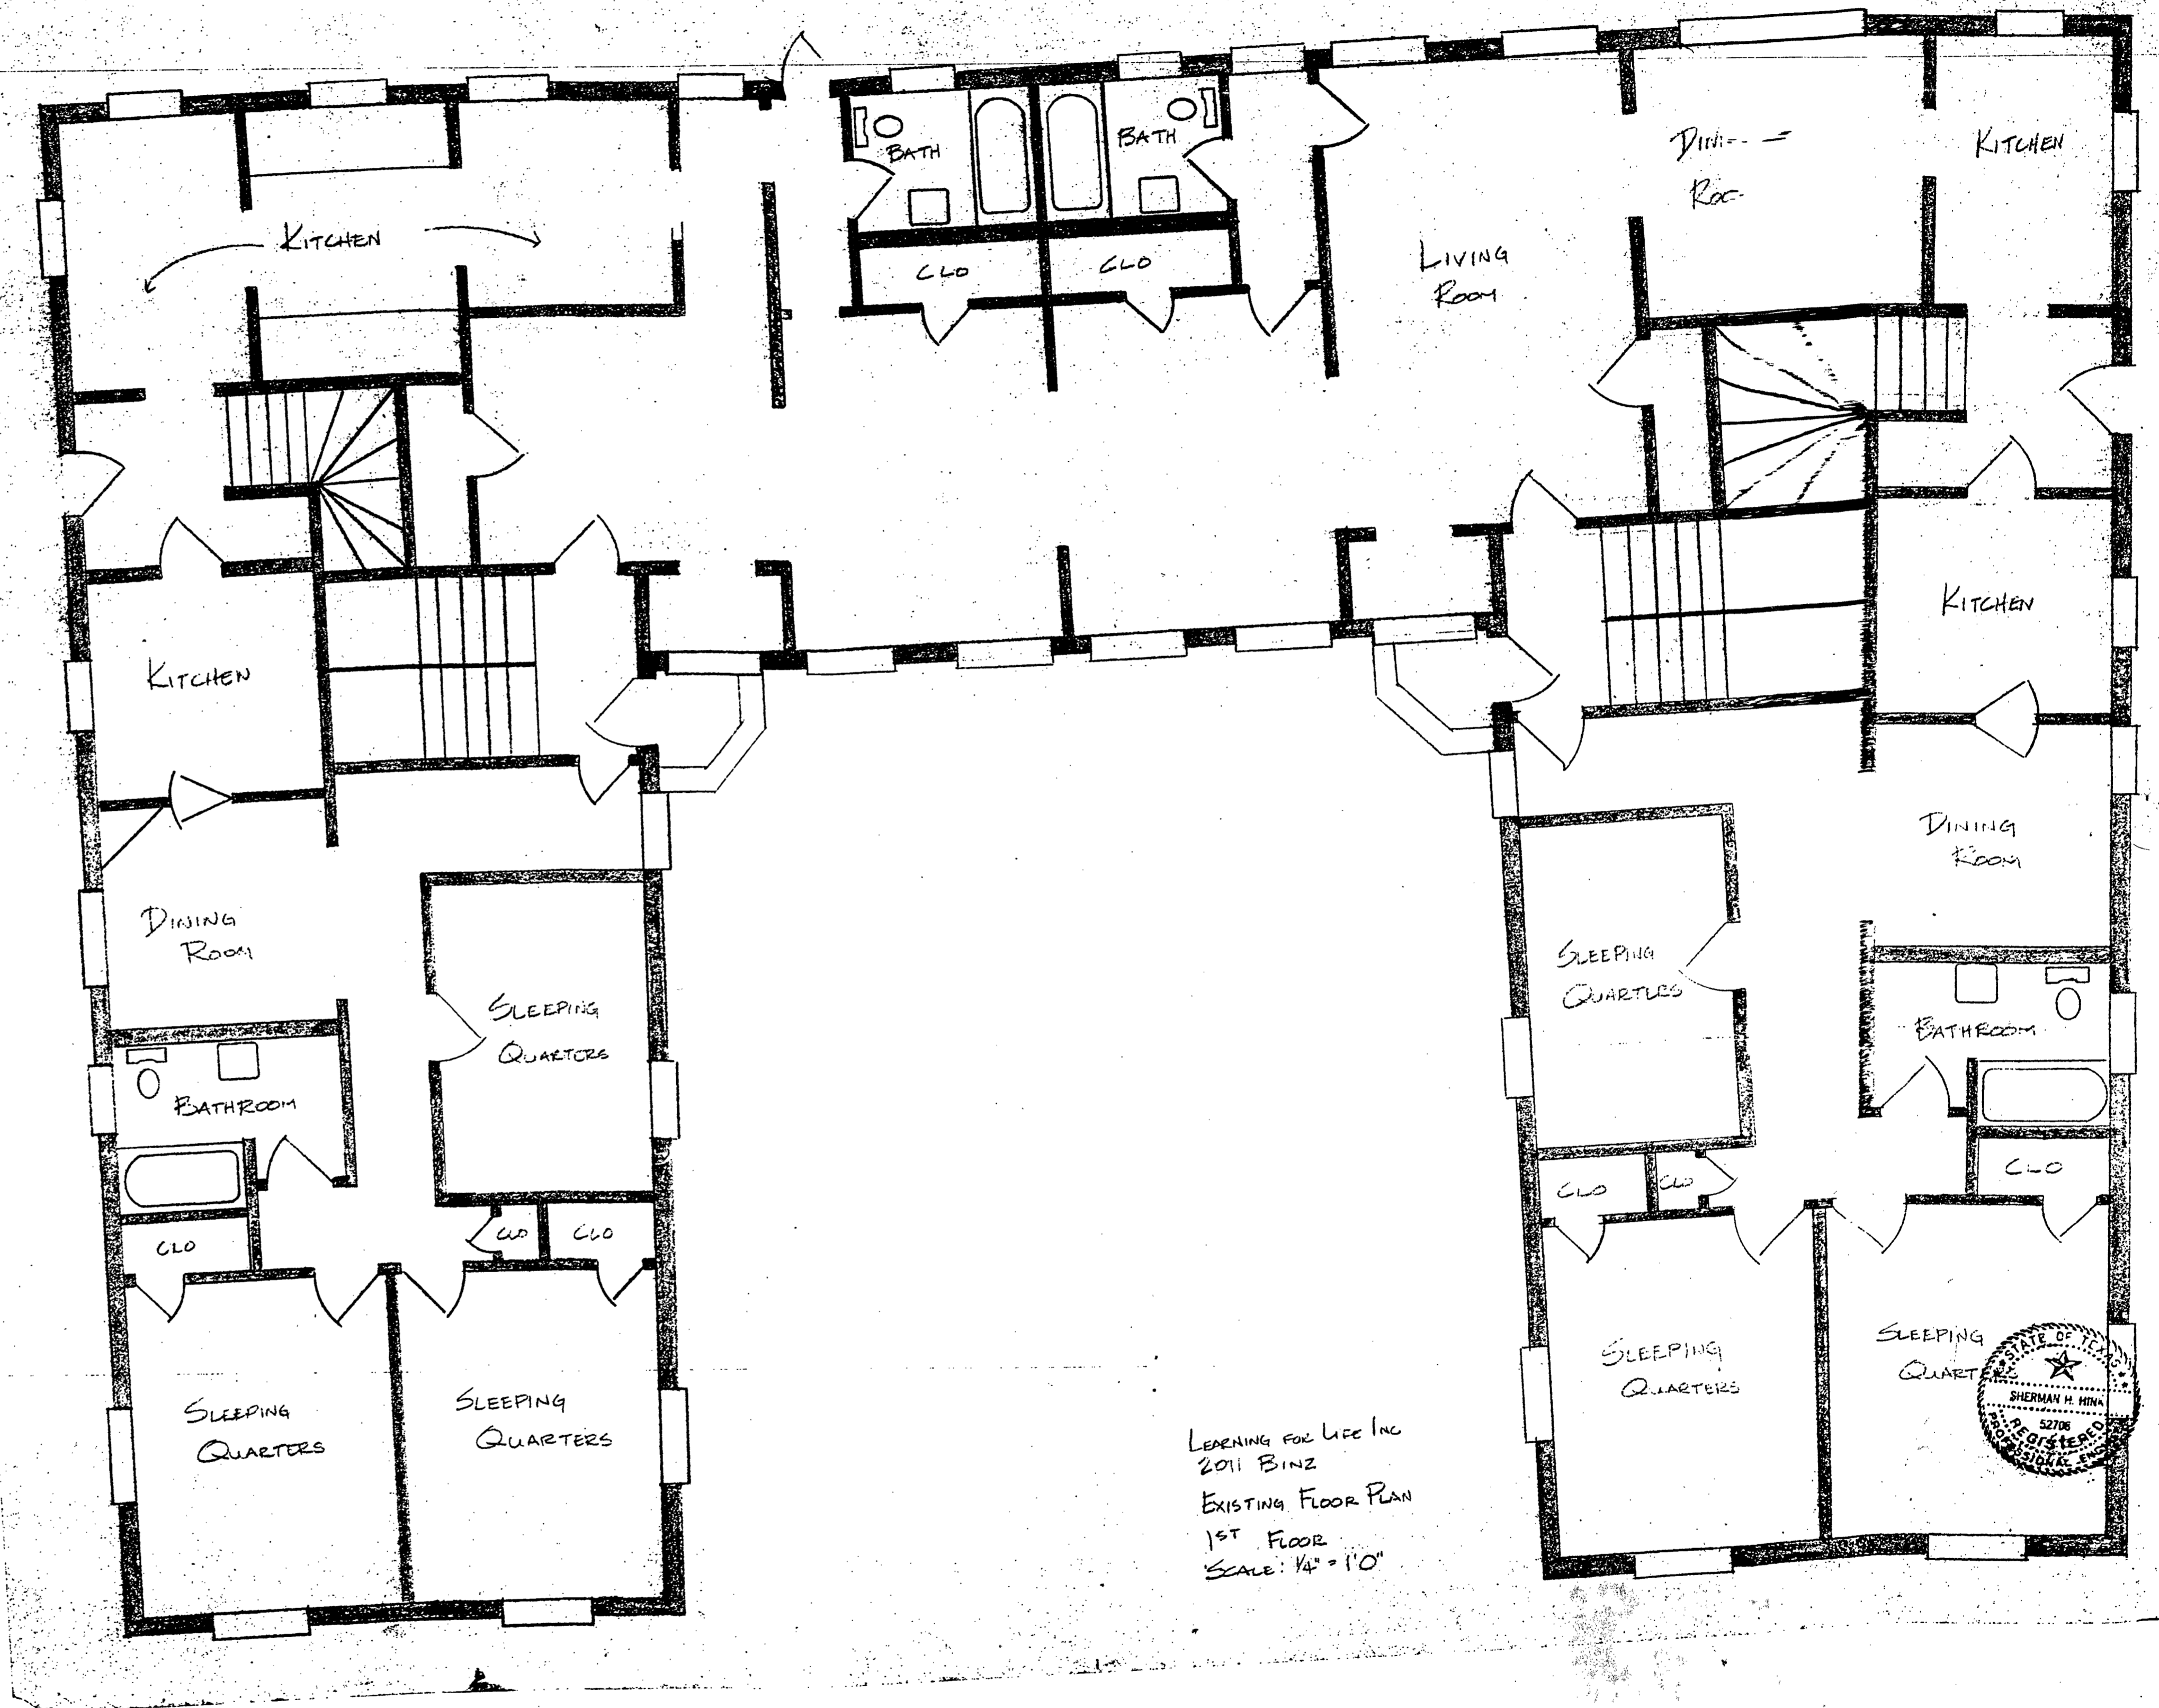 BATH
BATH
KITCHEN
KITCHEN
CLO
CLO
LIVING
ROOM
KITCHEN
KITCHEN
DINING
ROOM
DINING
ROOM
SLEEPING
QUARTERS
SLEEPING
QUARTERS
BATHROOM
BATHROOM
CLO
CLO
CLO
CLO
CLO
CLO
SLEEPING
QUARTERS
SLEEPING
QUARTERS
SLEEPING
QUARTERS
SLEEPING
QUARTERS
STATE OF TEXAS
SHERMAN H. HINK
52706
REGISTERED
PROFESSIONAL
LEARNING FOR LIFE INC
2011 BINZ
EXISTING FLOOR PLAN
1ST FLOOR
SCALE: 1/4" = 1'0"